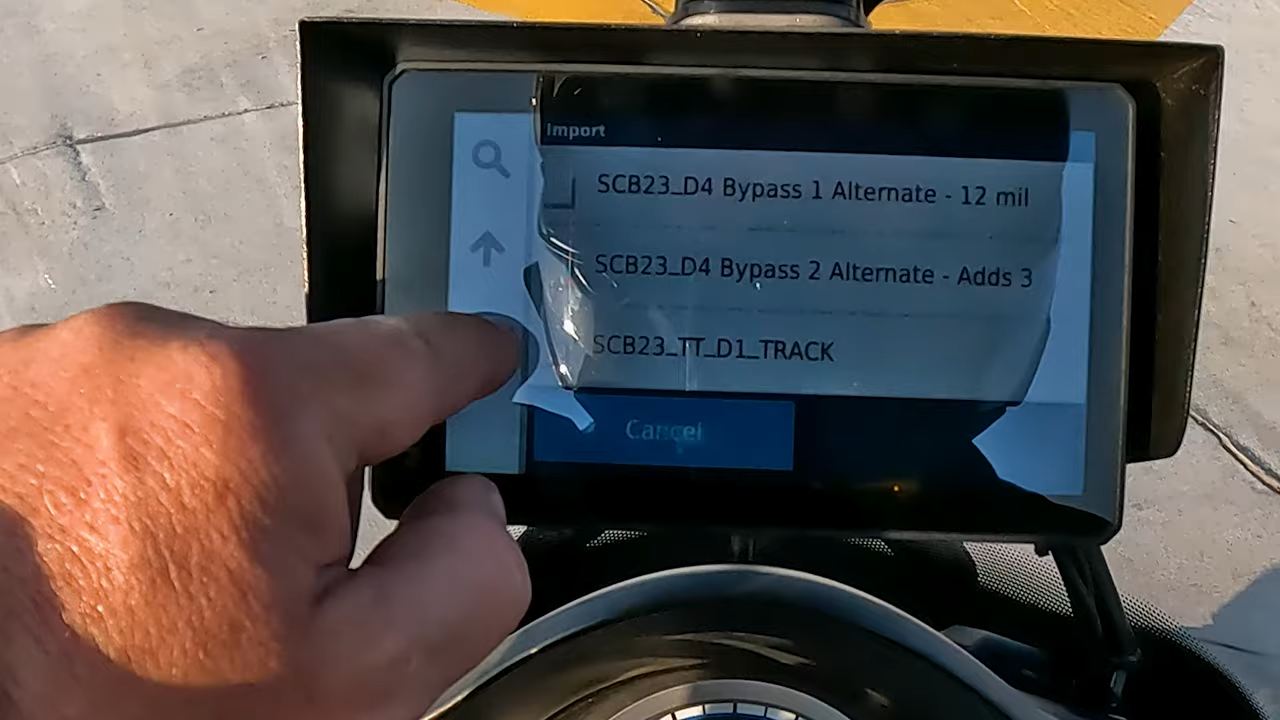 Import
SCB23_D4 Bypass 1 Alternate - 12 mil
SCB23_D4 Bypass 2 Alternate - Adds 3
SCB23_TT_D1_TRACK
Cancel